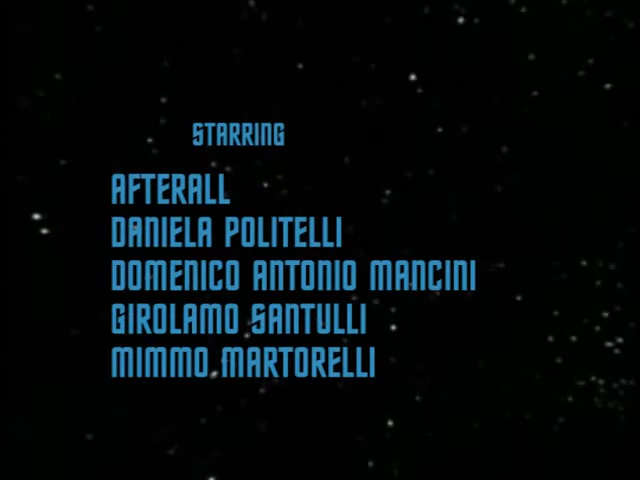 STARRING
AFTERALL
DANIELA POLITELLI
DOMENICO ANTONIO MANCINI
GIROLAMO SANTULLI
MIMMO MARTORELLI